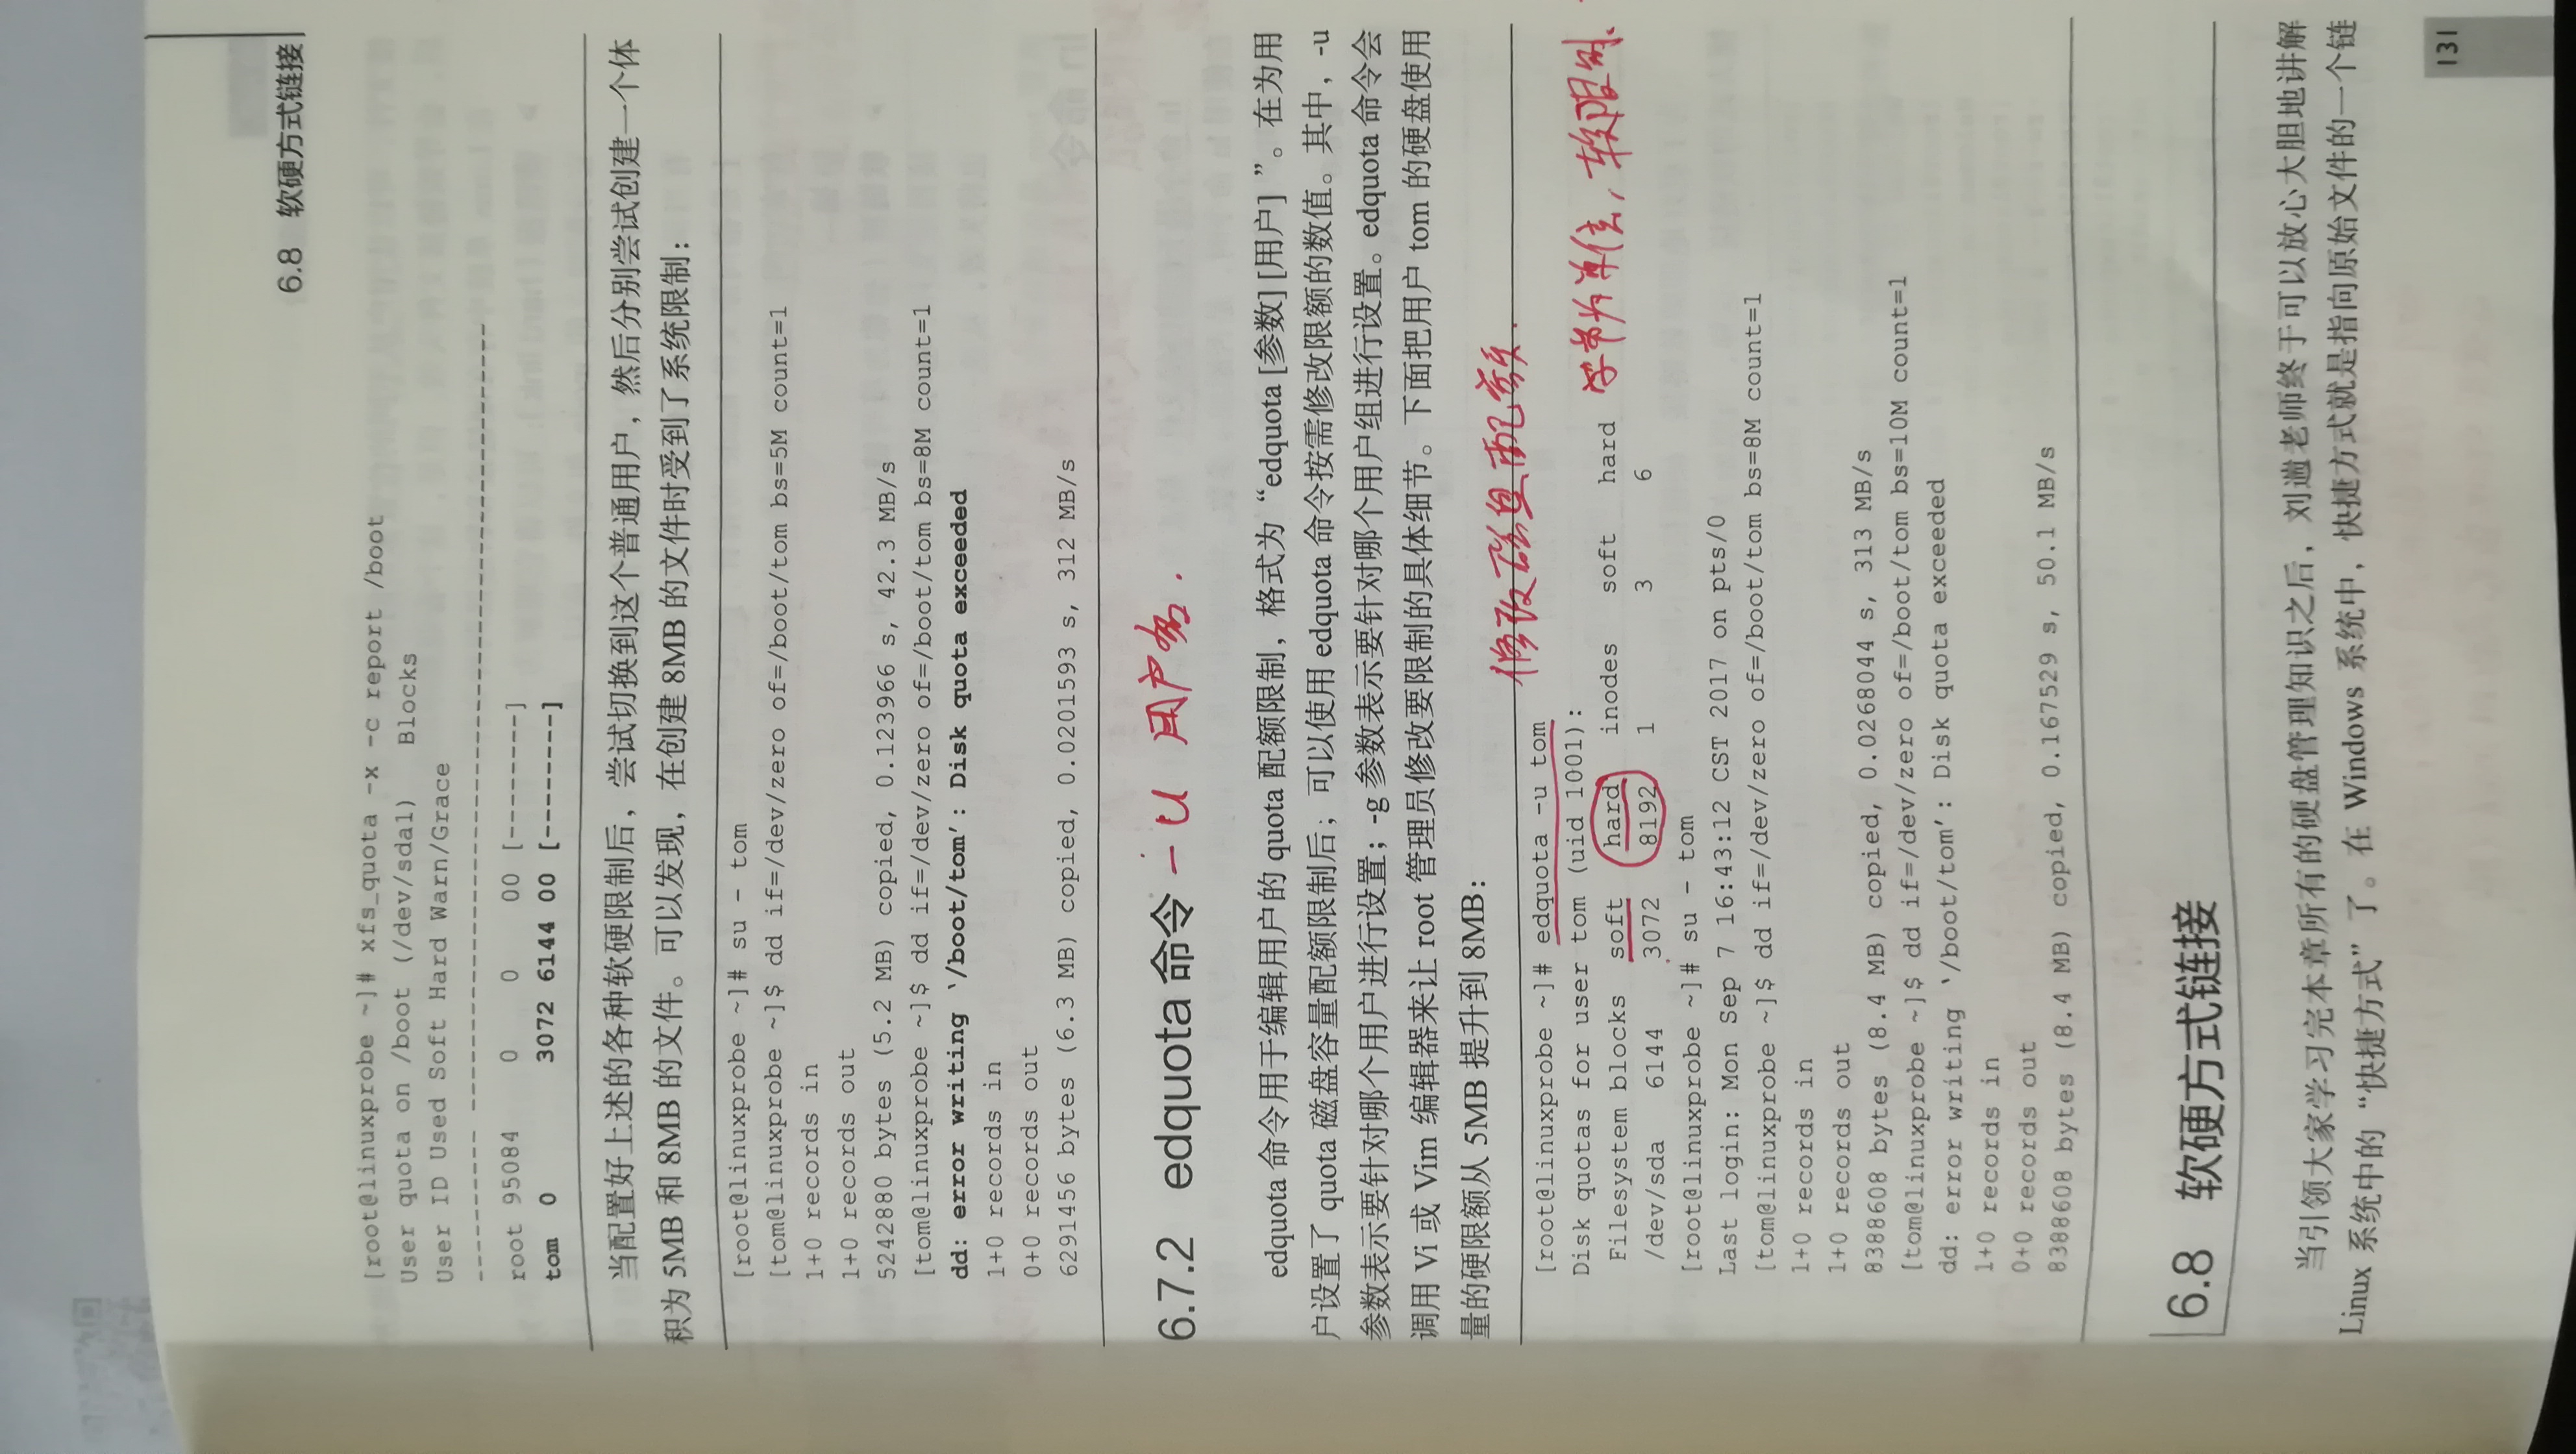 6.8 软硬方式链接
[root@linuxprobe ~]# xfs_quota -x -c report /boot
User quota on /boot (/dev/sda1) Blocks
User ID Used Soft Hard Warn/Grace
---------- --------------------------------------------------
root 95084 0 0 00 [--------]
tom 0 3072 6144 00 [--------]
当配置好上述的各种软硬限制后，尝试切换到这个普通用户，然后分别尝试创建一个体
积为 5MB 和 8MB 的文件。可以发现，在创建 8MB 的文件时受到了系统限制：
[root@linuxprobe ~]# su - tom
[tom@linuxprobe ~]$ dd if=/dev/zero of=/boot/tom bs=5M count=1
1+0 records in
1+0 records out
5242880 bytes (5.2 MB) copied, 0.123966 s, 42.3 MB/s
[tom@linuxprobe ~]$ dd if=/dev/zero of=/boot/tom bs=8M count=1
dd: error writing ‘/boot/tom’: Disk quota exceeded
1+0 records in
0+0 records out
6291456 bytes (6.3 MB) copied, 0.0201593 s, 312 MB/s
6.7.2 edquota 命令 -u 用户名.
edquota 命令用于编辑用户的 quota 配额限制，格式为“edquota [参数] [用户] ”。在为用
户设置了 quota 磁盘容量配额限制后；可以使用 edquota 命令按需修改限额的数值。其中，-u
参数表示要针对哪个用户进行设置；-g 参数表示要针对哪个用户组进行设置。edquota 命令会
调用 Vi 或 Vim 编辑器来让 root 管理员修改要限制的具体细节。下面把用户 tom 的硬盘使用
量的硬限额从 5MB 提升到 8MB：
修改磁盘配额.
[root@linuxprobe ~]# edquota -u tom
Disk quotas for user tom (uid 1001):
Filesystem blocks soft hard inodes soft hard
/dev/sda 6144 3072 8192 1 3 6
[root@linuxprobe ~]# su - tom
Last login: Mon Sep 7 16:43:12 CST 2017 on pts/0
[tom@linuxprobe ~]$ dd if=/dev/zero of=/boot/tom bs=8M count=1
1+0 records in
1+0 records out
8388608 bytes (8.4 MB) copied, 0.0268044 s, 313 MB/s
[tom@linuxprobe ~]$ dd if=/dev/zero of=/boot/tom bs=10M count=1
dd: error writing ‘/boot/tom’: Disk quota exceeded
1+0 records in
0+0 records out
8388608 bytes (8.4 MB) copied, 0.167529 s, 50.1 MB/s
6.8 软硬方式链接
当引领大家学习完本章所有的硬盘管理知识之后，刘遄老师终于可以放心大胆地讲解
Linux 系统中的“快捷方式”了。在 Windows 系统中，快捷方式就是指向原始文件的一个链
131